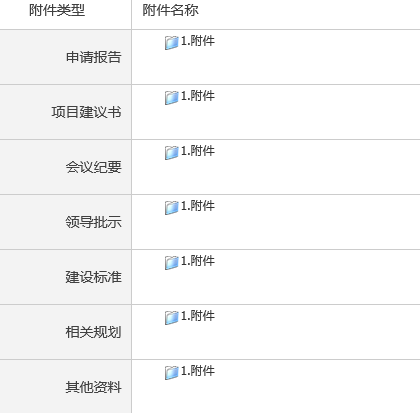 附件类型 附件名称
申请报告 1.附件
项目建议书 1.附件
会议纪要 1.附件
领导批示 1.附件
建设标准 1.附件
相关规划 1.附件
其他资料 1.附件